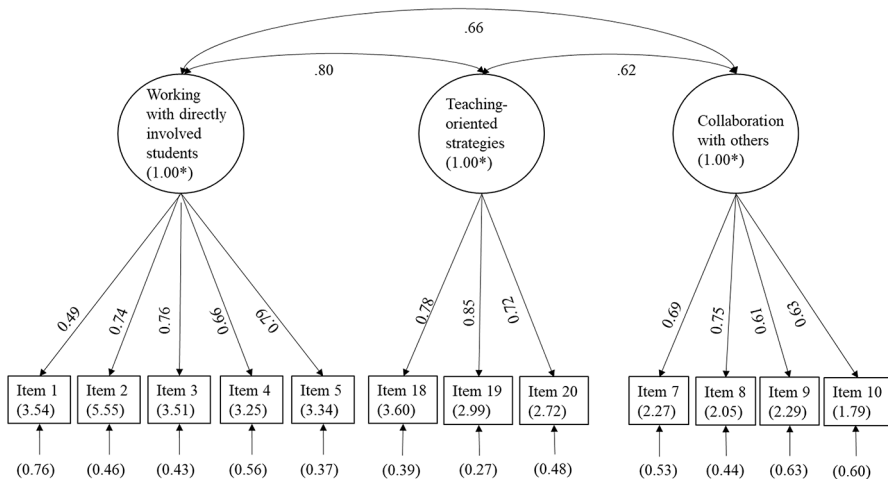 .66
.80
.62
Working
with directly
involved
students
(1.00*)
Teaching-
oriented
strategies
(1.00*)
Collaboration
with others
(1.00*)
0.49
0.74
0.76
0.66
0.79
0.78
0.85
0.72
0.69
0.75
0.61
0.63
Item 1
(3.54)
Item 2
(5.55)
Item 3
(3.51)
Item 4
(3.25)
Item 5
(3.34)
Item 18
(3.60)
Item 19
(2.99)
Item 20
(2.72)
Item 7
(2.27)
Item 8
(2.05)
Item 9
(2.29)
Item 10
(1.79)
(0.76)
(0.46)
(0.43)
(0.56)
(0.37)
(0.39)
(0.27)
(0.48)
(0.53)
(0.44)
(0.63)
(0.60)